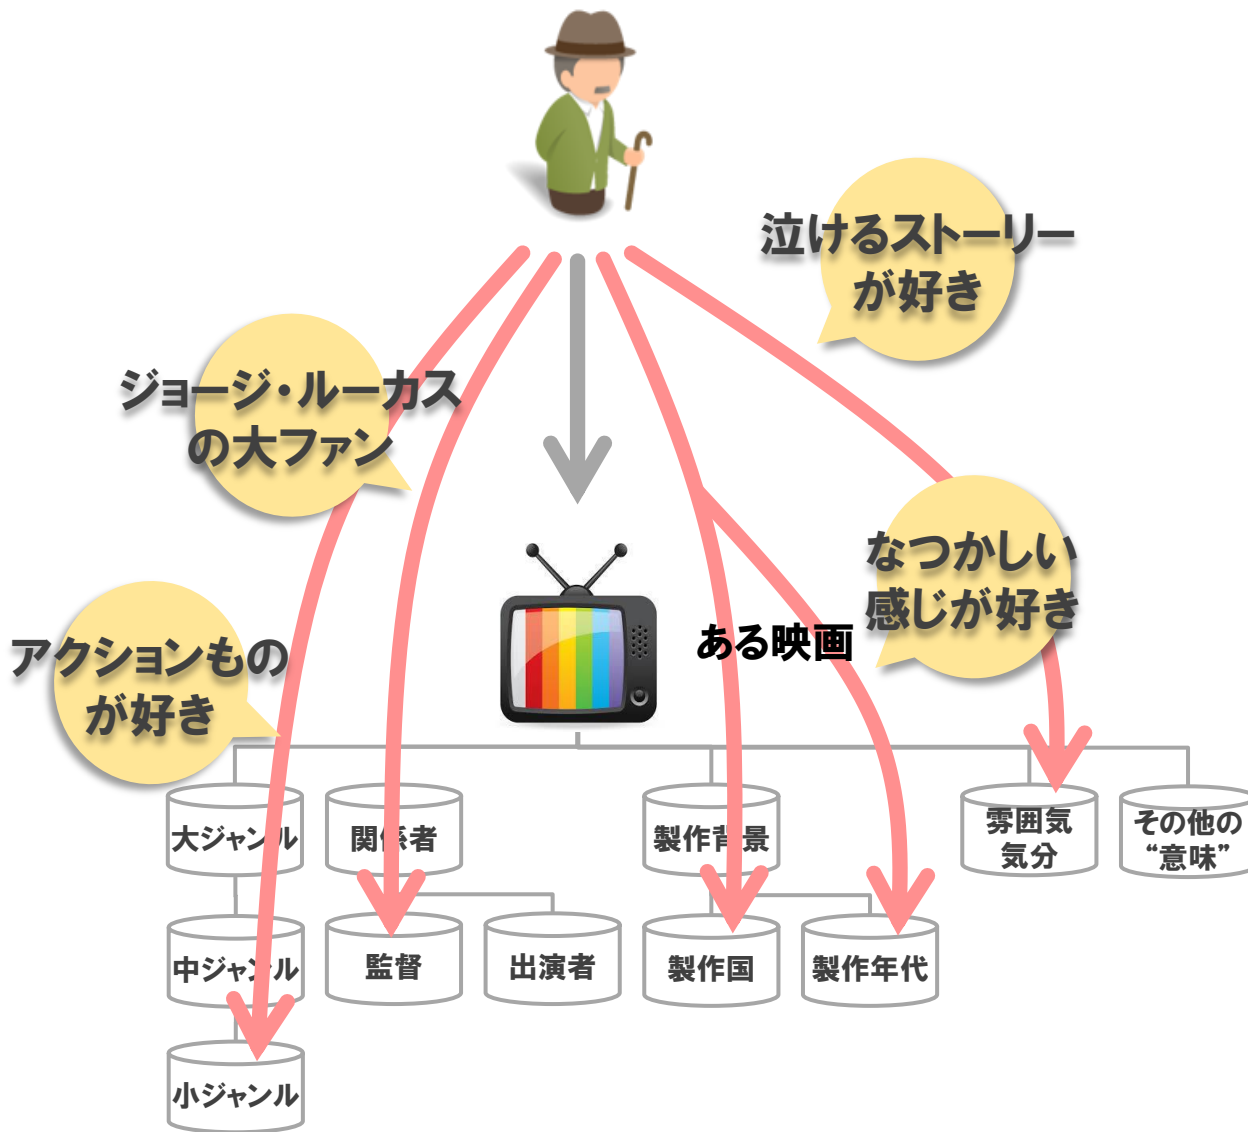 泣けるストーリー
が好き
ジョージ・ルーカス
の大ファン
なつかしい
感じが好き
アクションもの
が好き
ある映画
大ジャンル
関係者
製作背景
雰囲気
気分
その他の
“意味”
中ジャンル
監督
出演者
製作国
製作年代
小ジャンル